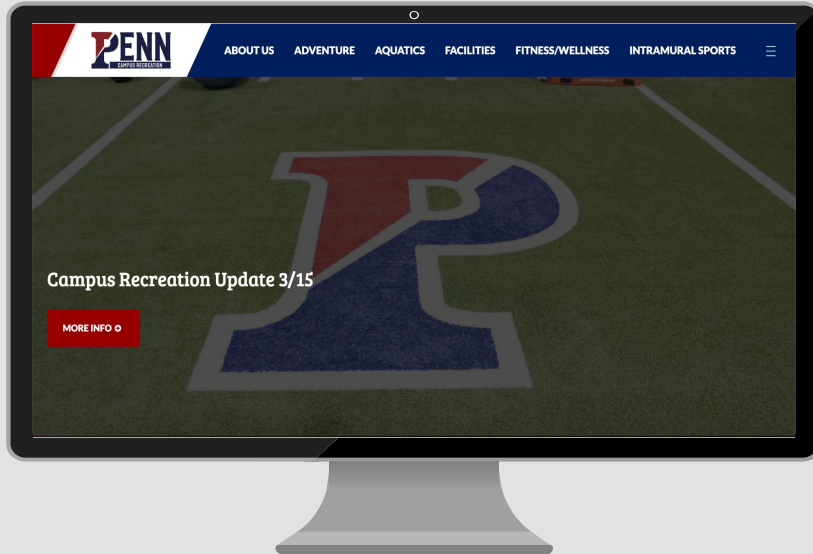 PENN
CAMPUS RECREATION
ABOUT US ADVENTURE AQUATICS FACILITIES FITNESS/WELLNESS INTRAMURAL SPORTS
P
Campus Recreation Update 3/15
MORE INFO